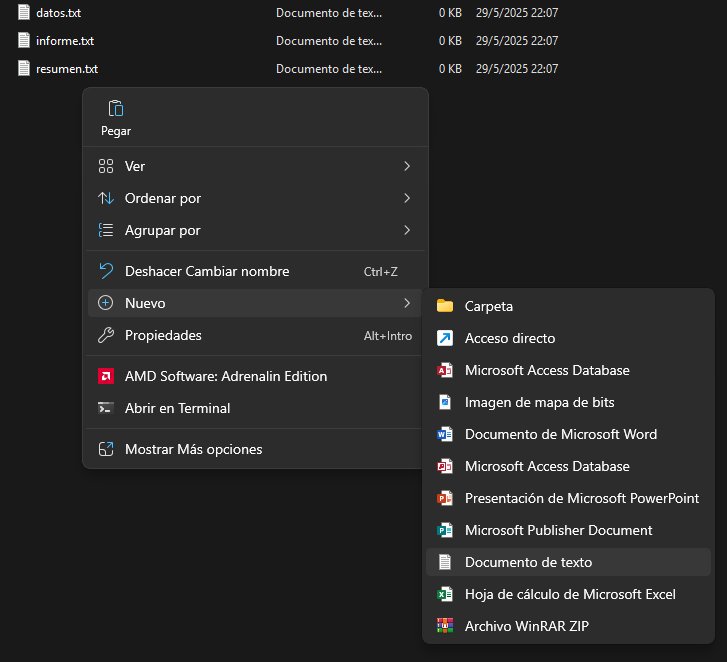 datos.txt Documento de tex... 0 KB 29/5/2025 22:07
informe.txt Documento de tex... 0 KB 29/5/2025 22:07
resumen.txt Documento de tex... 0 KB 29/5/2025 22:07
Pegar
Ver
Ordenar por
Agrupar por
Deshacer Cambiar nombre Ctrl+Z
Nuevo
Propiedades Alt+Intro
AMD Software: Adrenalin Edition
Abrir en Terminal
Mostrar Más opciones
Carpeta
Acceso directo
Microsoft Access Database
Imagen de mapa de bits
Documento de Microsoft Word
Microsoft Access Database
Presentación de Microsoft PowerPoint
Microsoft Publisher Document
Documento de texto
Hoja de cálculo de Microsoft Excel
Archivo WinRAR ZIP